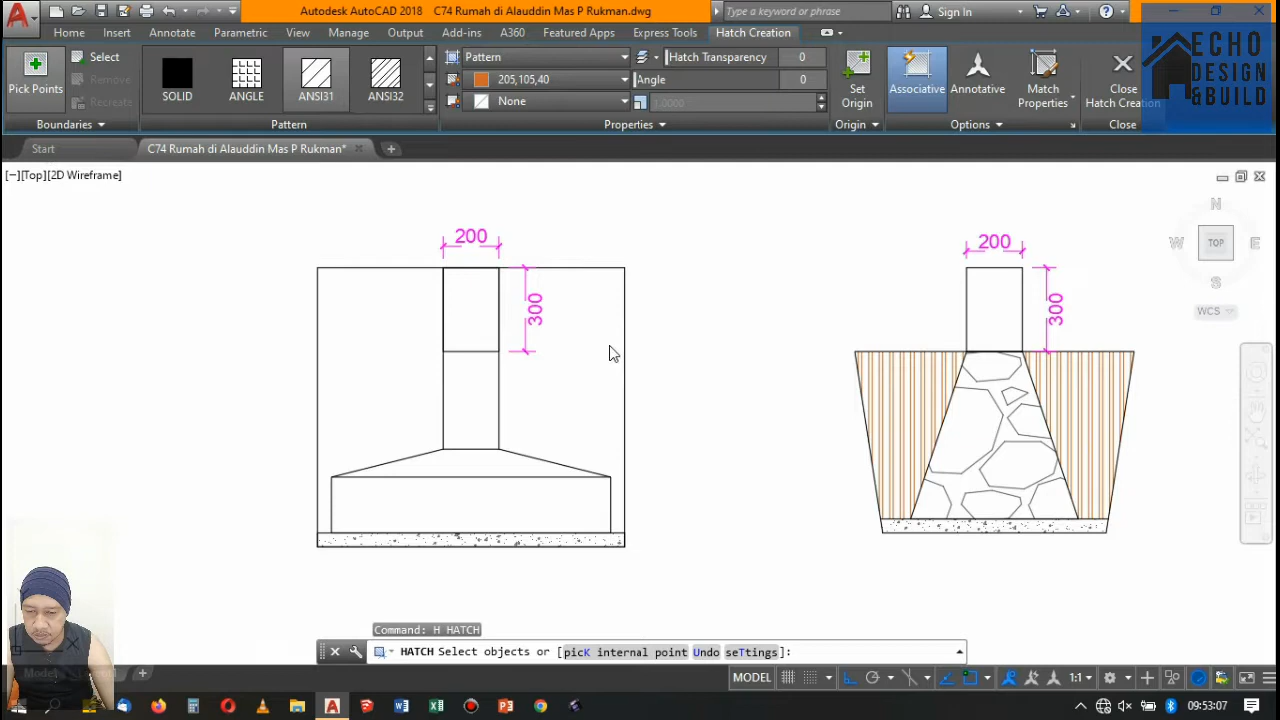 Autodesk AutoCAD 2018 C74 Rumah di Alauddin Mas P Rukman.dwg
Type a keyword or phrase
Sign In
Home Insert Annotate Parametric View Manage Output Add-ins A360 Featured Apps Express Tools Hatch Creation
Pick Points
Select
Remove
Recreate
Boundaries
SOLID ANGLE ANSI31 ANSI32
Pattern
Pattern
205,105,40
None
Hatch Transparency 0
Angle 0
1.0000
Properties
Set Origin
Origin
Associative
Annotative
Match Properties
Options
Close Hatch Creation
Close
ECHO
DESIGN
&BUILD
Start
C74 Rumah di Alauddin Mas P Rukman*
[−][Top][2D Wireframe]
N
W TOP E
S
WCS
200
300
200
300
Command: H HATCH
HATCH Select objects or [picK internal point Undo seTtings]:
Model
MODEL
1:1
09:53:07